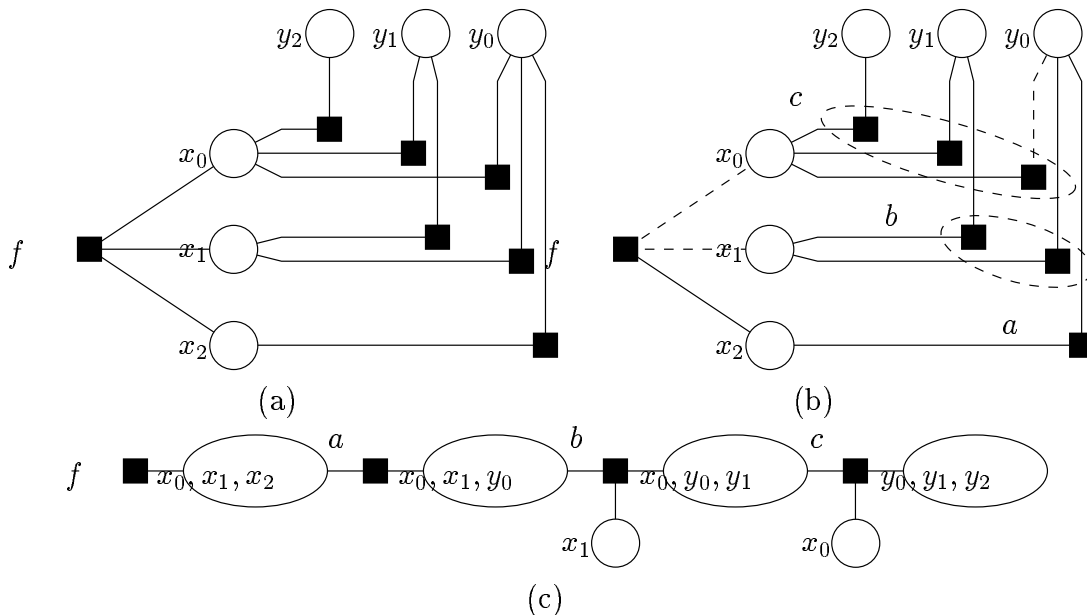 y₂ y₁ y₀ y₂ y₁ y₀
c
x₀ x₀
b
f x₁ f x₁
a
x₂ x₂
(a) (b)
a b c
f x₀, x₁, x₂ x₀, x₁, y₀ x₀, y₀, y₁ y₀, y₁, y₂
x₁ x₀
(c)